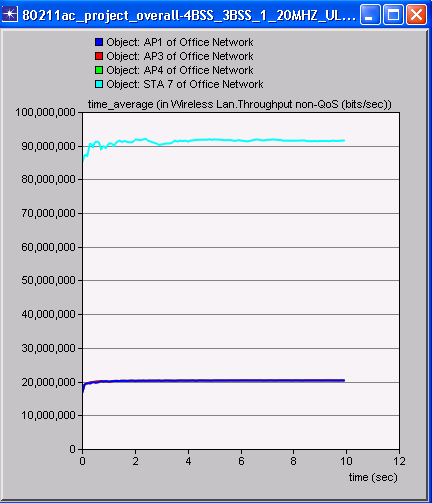 80211ac_project_overall-4BSS_3BSS_1_20MHZ_UL...
Object: AP1 of Office Network
Object: AP3 of Office Network
Object: AP4 of Office Network
Object: STA 7 of Office Network
time_average (in Wireless Lan.Throughput non-QoS (bits/sec))
100,000,000
90,000,000
80,000,000
70,000,000
60,000,000
50,000,000
40,000,000
30,000,000
20,000,000
10,000,000
0
0 2 4 6 8 10 12
time (sec)